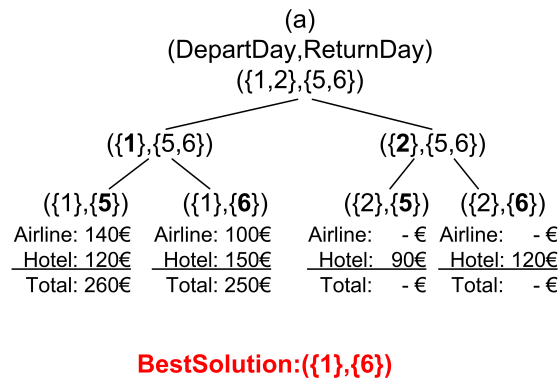 (a)
(DepartDay,ReturnDay)
({1,2},{5,6})
({1},{5,6}) ({2},{5,6})
({1},{5}) ({1},{6}) ({2},{5}) ({2},{6})
Airline: 140€ Airline: 100€ Airline: - € Airline: - €
Hotel: 120€ Hotel: 150€ Hotel: 90€ Hotel: 120€
Total: 260€ Total: 250€ Total: - € Total: - €
BestSolution:({1},{6})